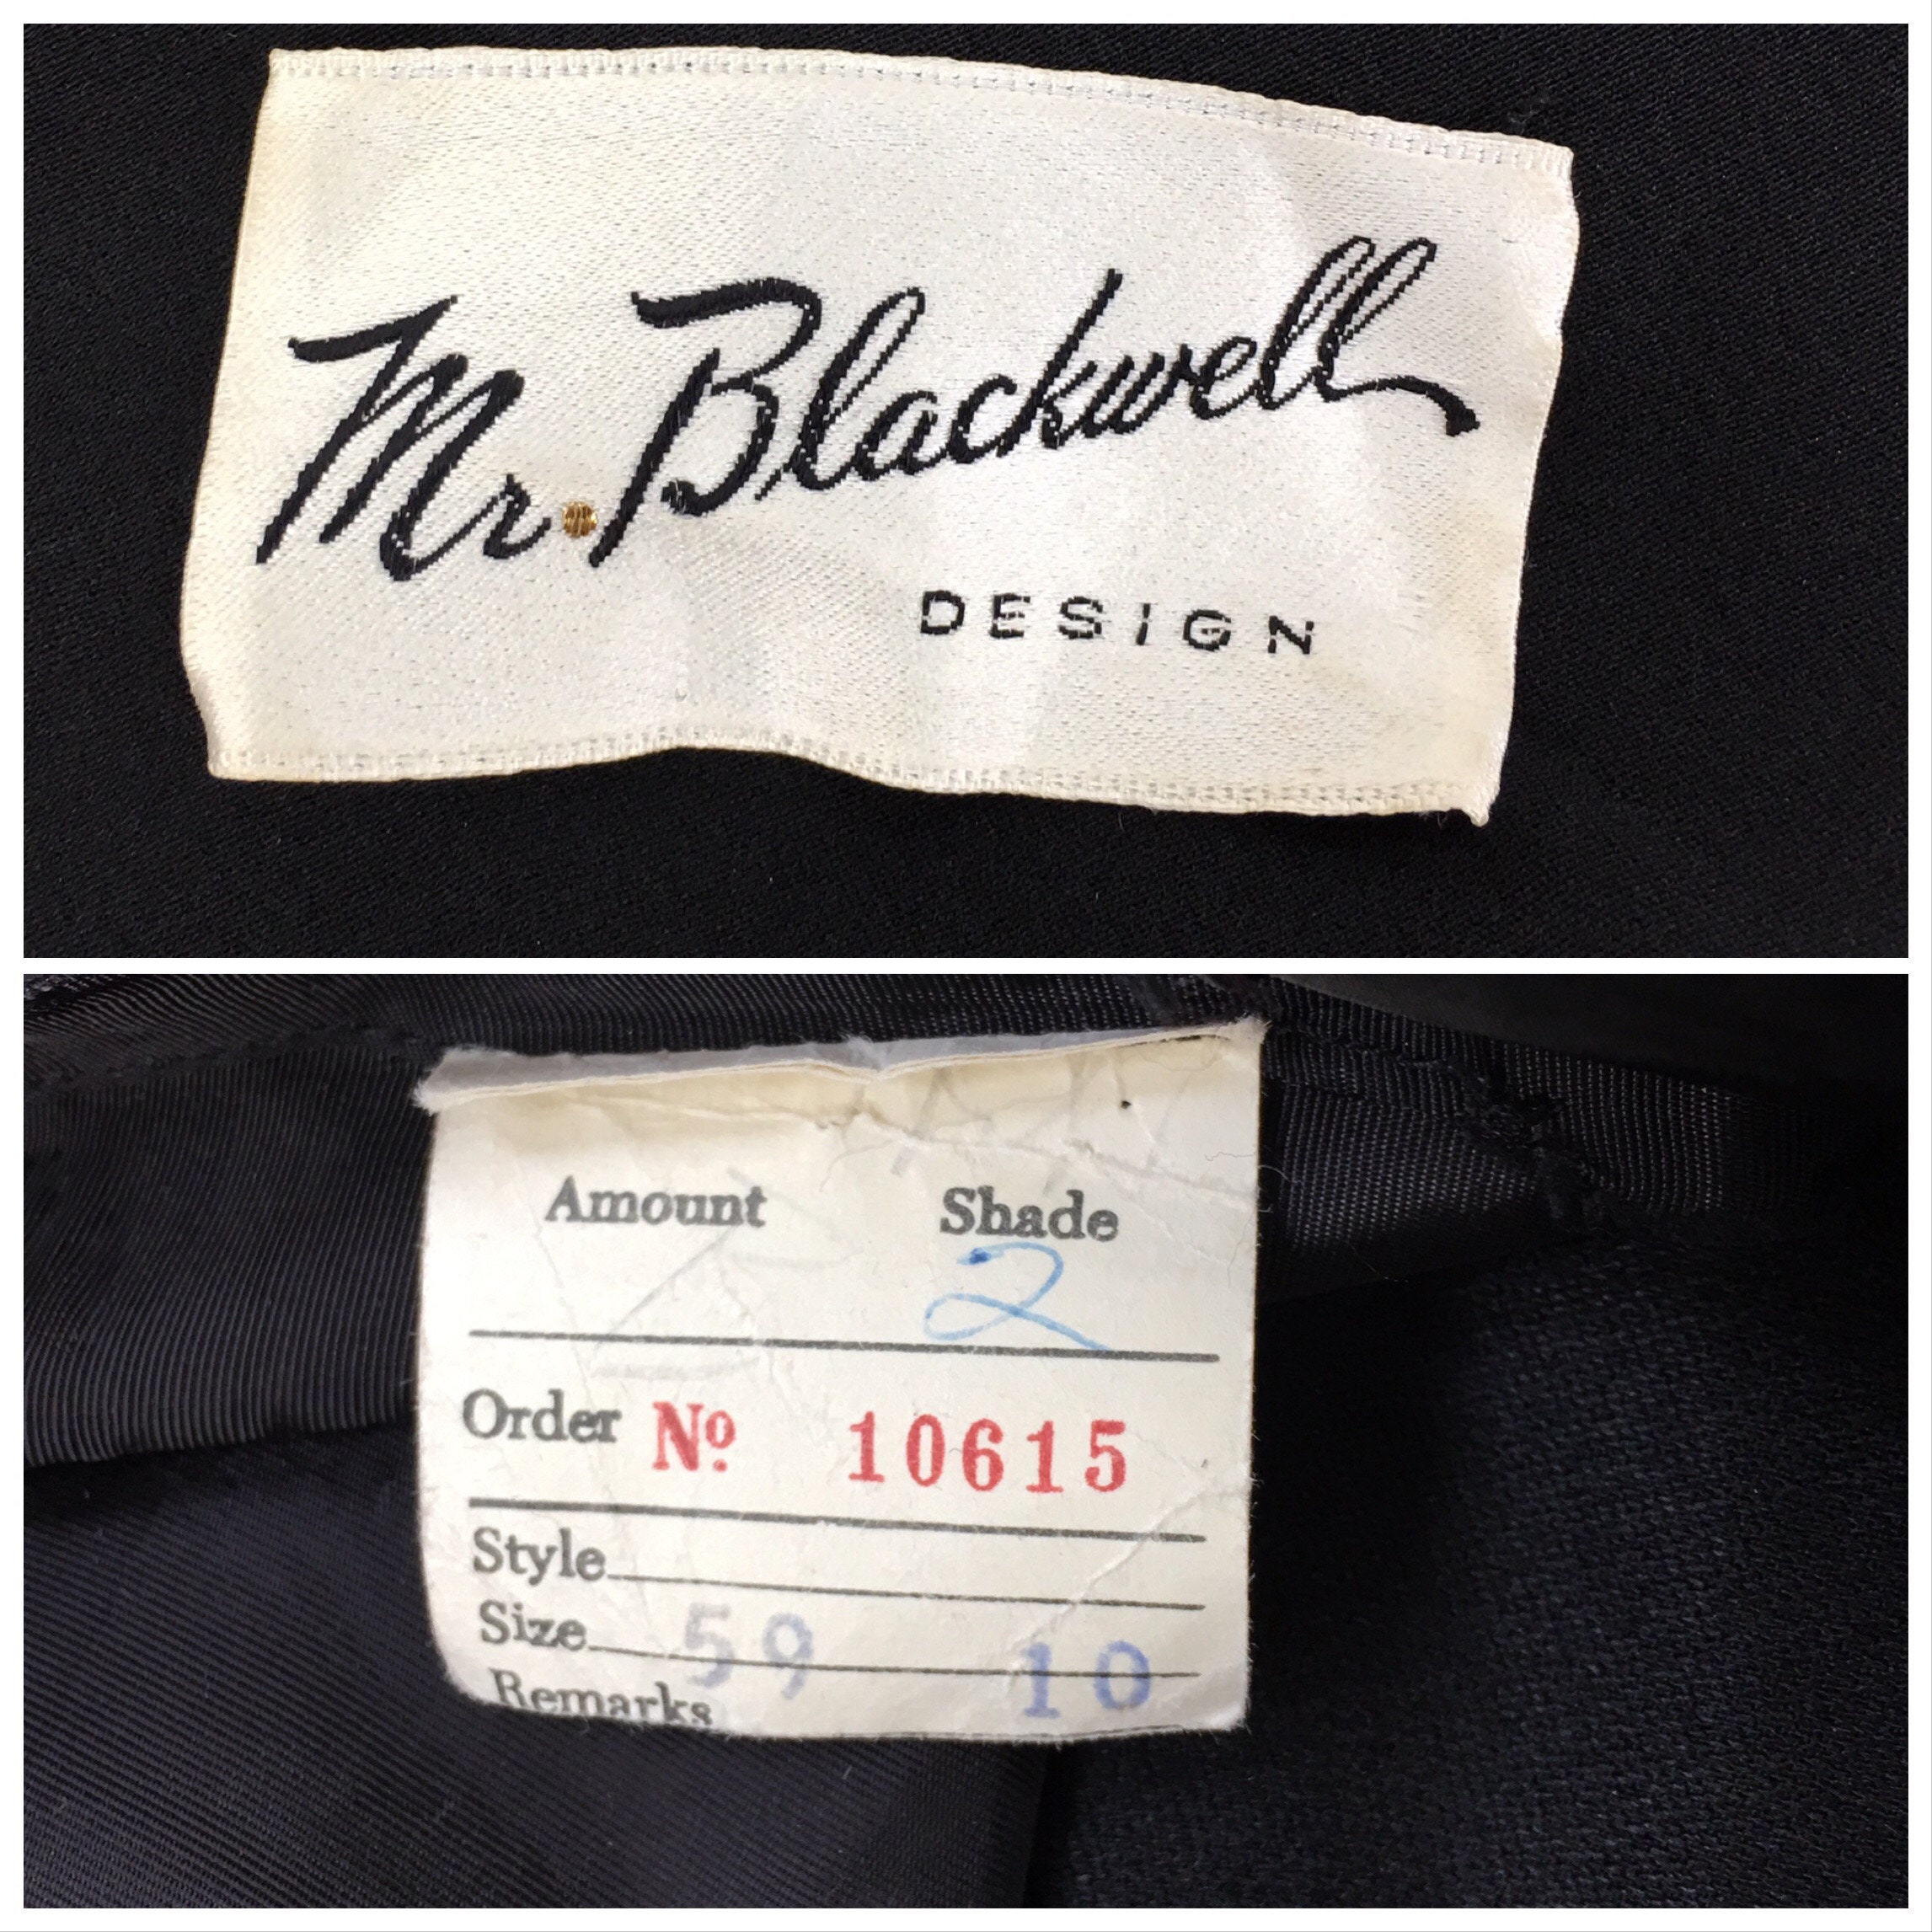 Mr. Blackwell
DESIGN
Amount Shade
2
Order Nº 10615
Style
Size 59 10
Remarks